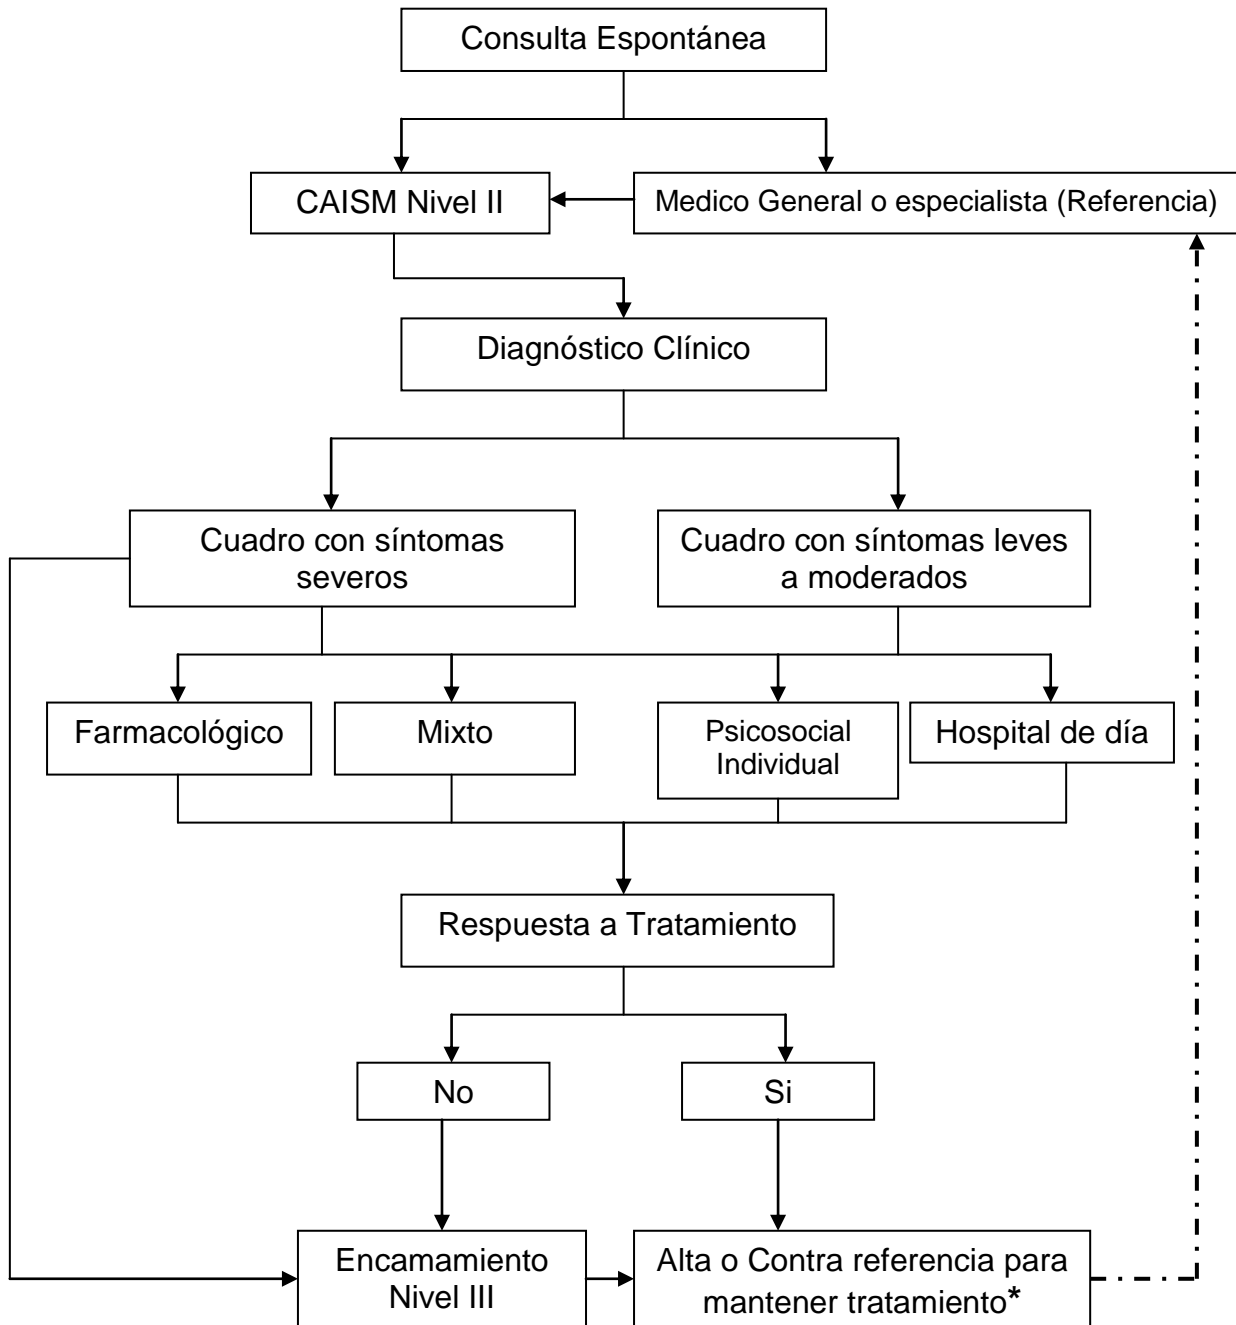 Consulta Espontánea
CAISM Nivel II
Medico General o especialista (Referencia)
Diagnóstico Clínico
Cuadro con síntomas
severos
Cuadro con síntomas leves
a moderados
Farmacológico
Mixto
Psicosocial
Individual
Hospital de día
Respuesta a Tratamiento
No
Si
Encamamiento
Nivel III
Alta o Contra referencia para
mantener tratamiento*